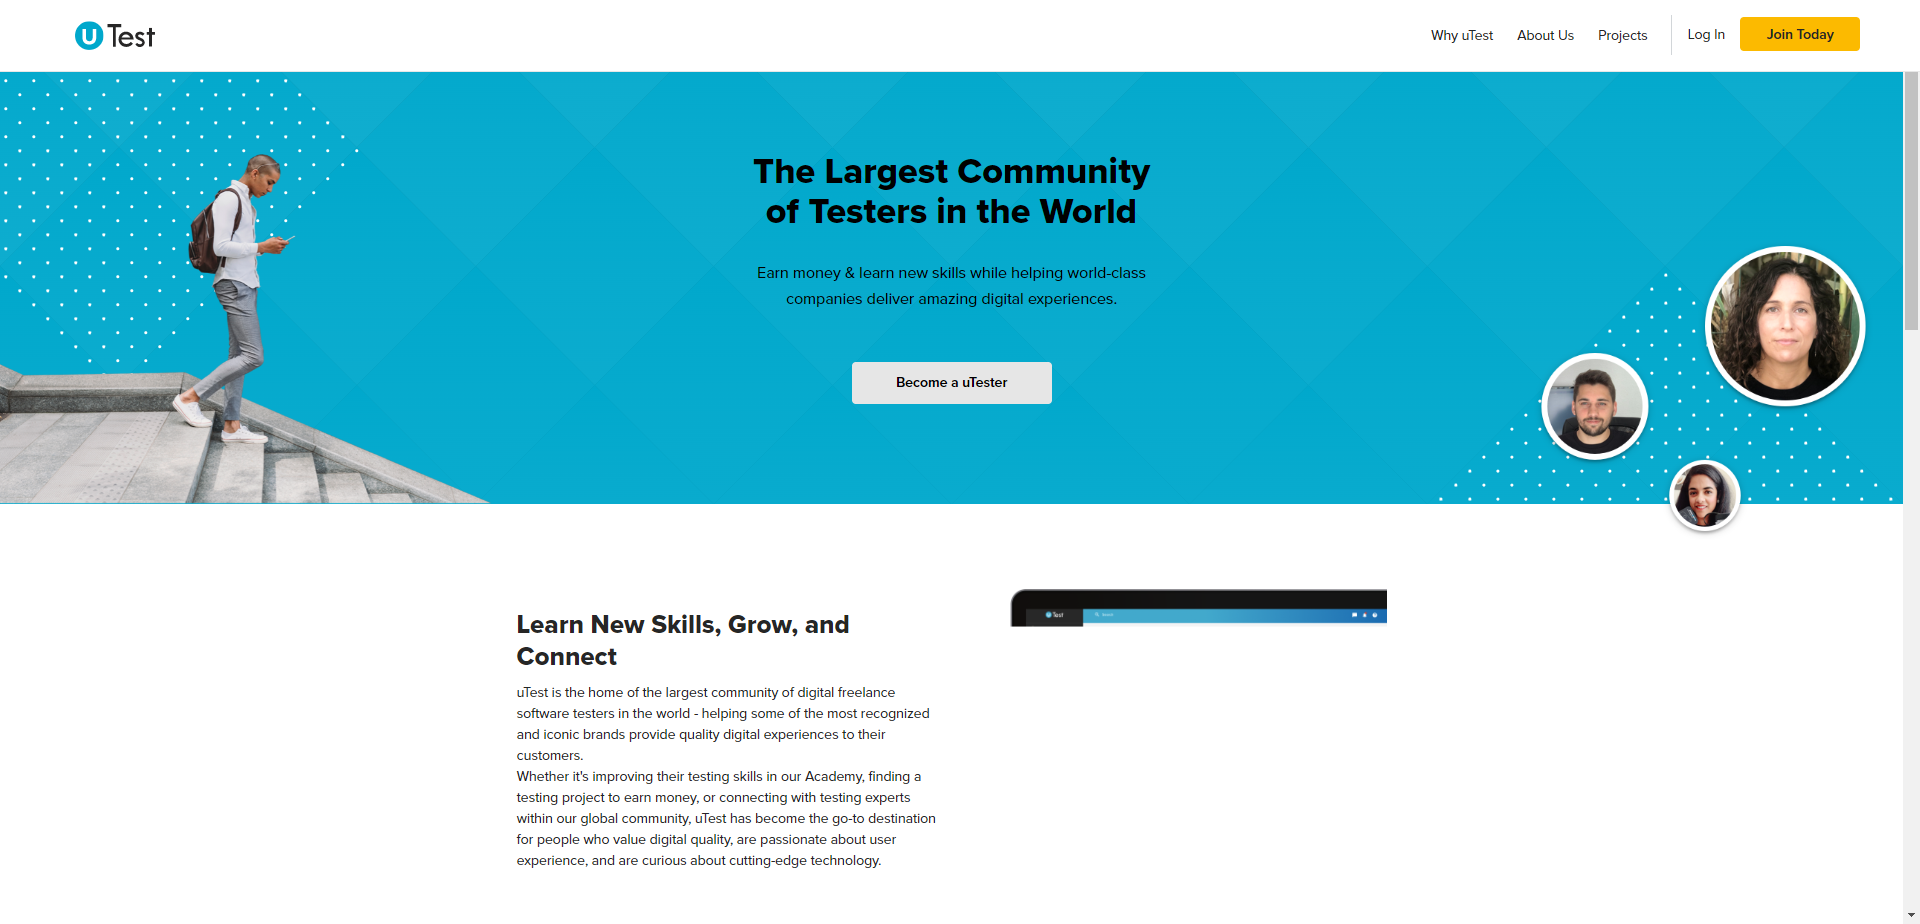 uTest
Why uTest
About Us
Projects
Log In
Join Today
The Largest Community
of Testers in the World
Earn money & learn new skills while helping world-class
companies deliver amazing digital experiences.
Become a uTester
Learn New Skills, Grow, and
Connect
uTest is the home of the largest community of digital freelance
software testers in the world - helping some of the most recognized
and iconic brands provide quality digital experiences to their
customers.
Whether it's improving their testing skills in our Academy, finding a
testing project to earn money, or connecting with testing experts
within our global community, uTest has become the go-to destination
for people who value digital quality, are passionate about user
experience, and are curious about cutting-edge technology.
uTest